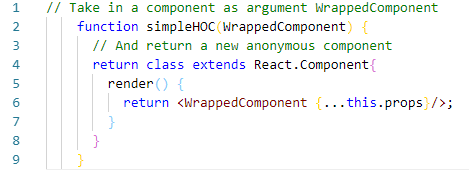 1 // Take in a component as argument WrappedComponent
2     function simpleHOC(WrappedComponent) {
3       // And return a new anonymous component
4       return class extends React.Component{
5         render() {
6           return <WrappedComponent {...this.props}/>;
7         }
8       }
9     }